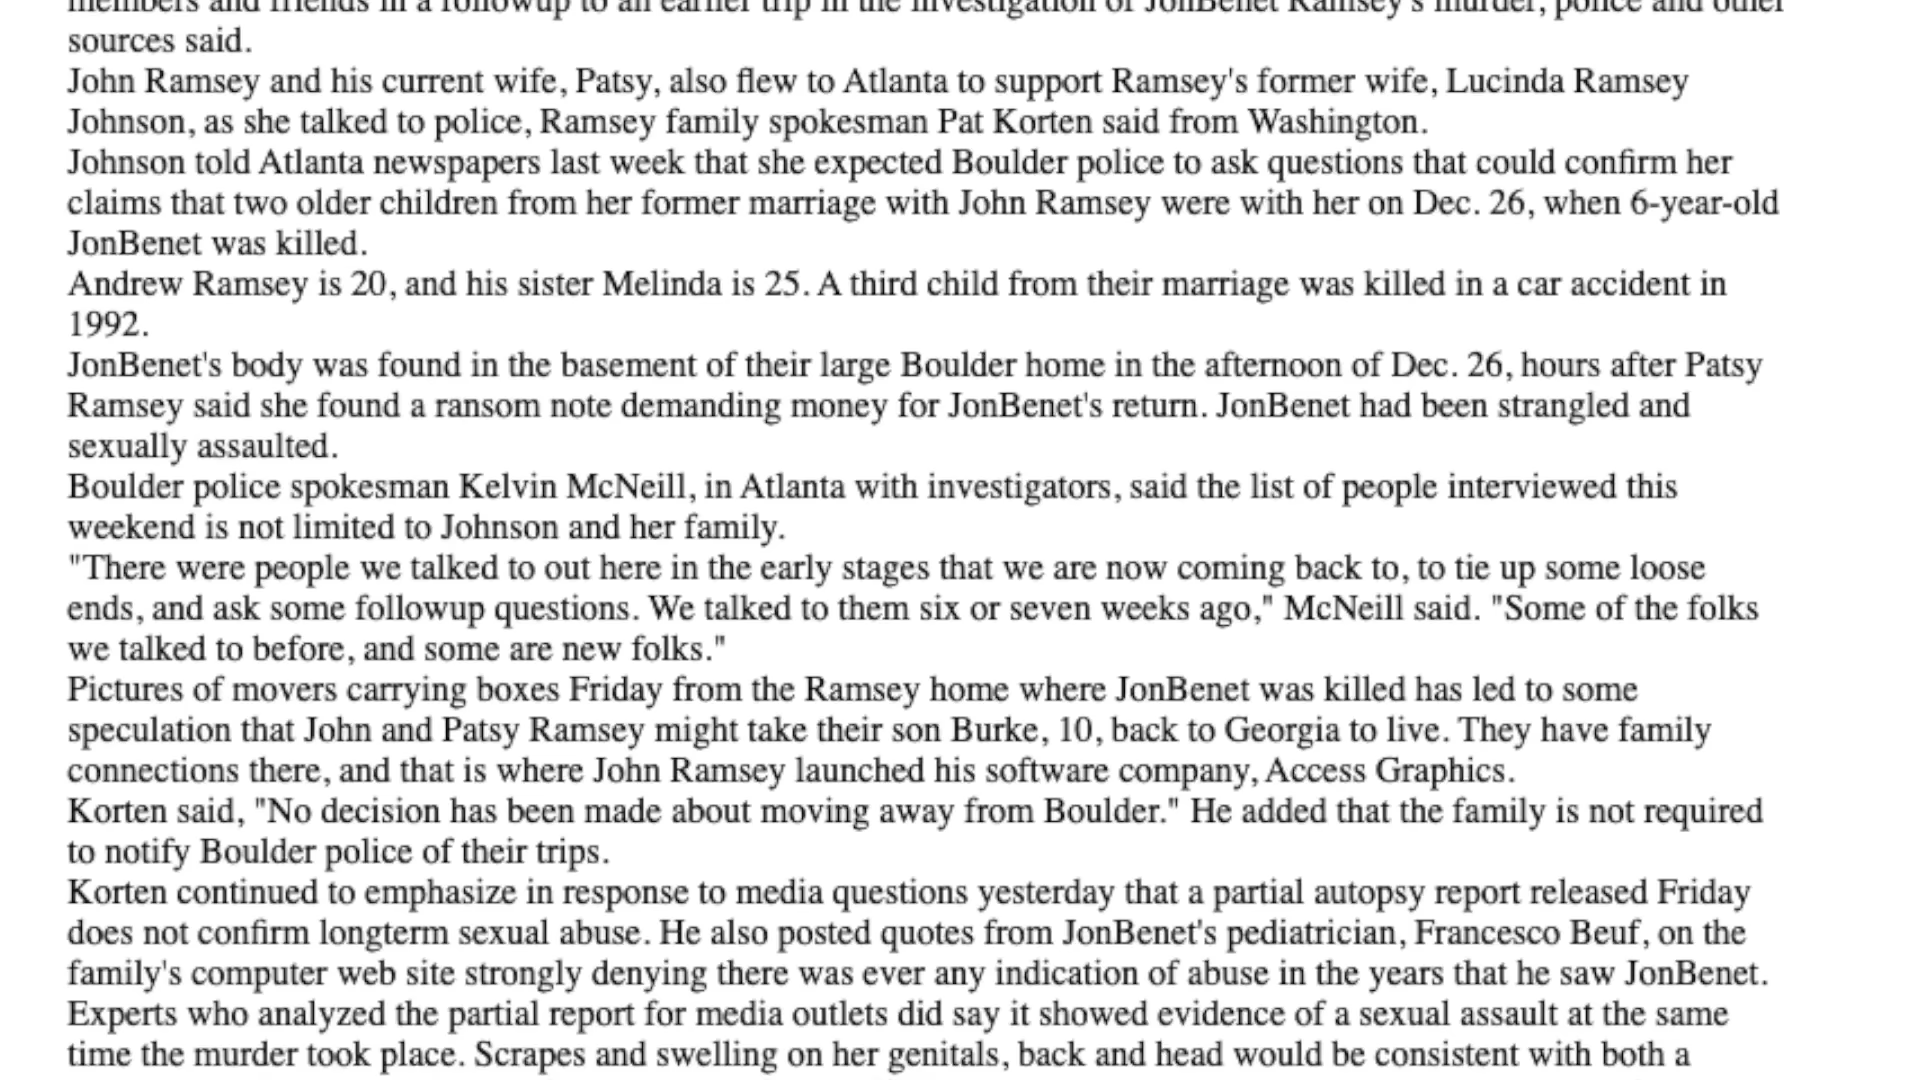 members and friends in a followup to an earlier trip in the investigation of JonBenet Ramsey's murder, police and other
sources said.
John Ramsey and his current wife, Patsy, also flew to Atlanta to support Ramsey's former wife, Lucinda Ramsey
Johnson, as she talked to police, Ramsey family spokesman Pat Korten said from Washington.
Johnson told Atlanta newspapers last week that she expected Boulder police to ask questions that could confirm her
claims that two older children from her former marriage with John Ramsey were with her on Dec. 26, when 6-year-old
JonBenet was killed.
Andrew Ramsey is 20, and his sister Melinda is 25. A third child from their marriage was killed in a car accident in
1992.
JonBenet's body was found in the basement of their large Boulder home in the afternoon of Dec. 26, hours after Patsy
Ramsey said she found a ransom note demanding money for JonBenet's return. JonBenet had been strangled and
sexually assaulted.
Boulder police spokesman Kelvin McNeill, in Atlanta with investigators, said the list of people interviewed this
weekend is not limited to Johnson and her family.
"There were people we talked to out here in the early stages that we are now coming back to, to tie up some loose
ends, and ask some followup questions. We talked to them six or seven weeks ago," McNeill said. "Some of the folks
we talked to before, and some are new folks."
Pictures of movers carrying boxes Friday from the Ramsey home where JonBenet was killed has led to some
speculation that John and Patsy Ramsey might take their son Burke, 10, back to Georgia to live. They have family
connections there, and that is where John Ramsey launched his software company, Access Graphics.
Korten said, "No decision has been made about moving away from Boulder." He added that the family is not required
to notify Boulder police of their trips.
Korten continued to emphasize in response to media questions yesterday that a partial autopsy report released Friday
does not confirm longterm sexual abuse. He also posted quotes from JonBenet's pediatrician, Francesco Beuf, on the
family's computer web site strongly denying there was ever any indication of abuse in the years that he saw JonBenet.
Experts who analyzed the partial report for media outlets did say it showed evidence of a sexual assault at the same
time the murder took place. Scrapes and swelling on her genitals, back and head would be consistent with both a